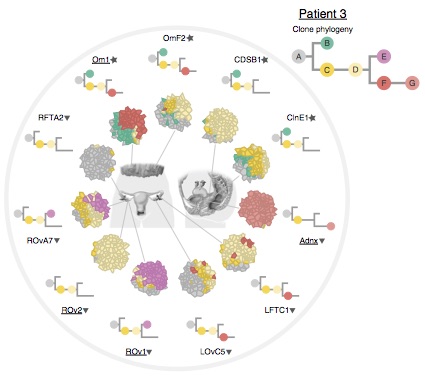 Patient 3
Clone phylogeny
A
B
C
D
E
F
G
OmF2★
Om1★
CDSB1★
RFTA2▼
ClnE1★
ROvA7▼
Adnx▼
ROv2▼
LFTC1▼
ROv1▼
LOvC5▼